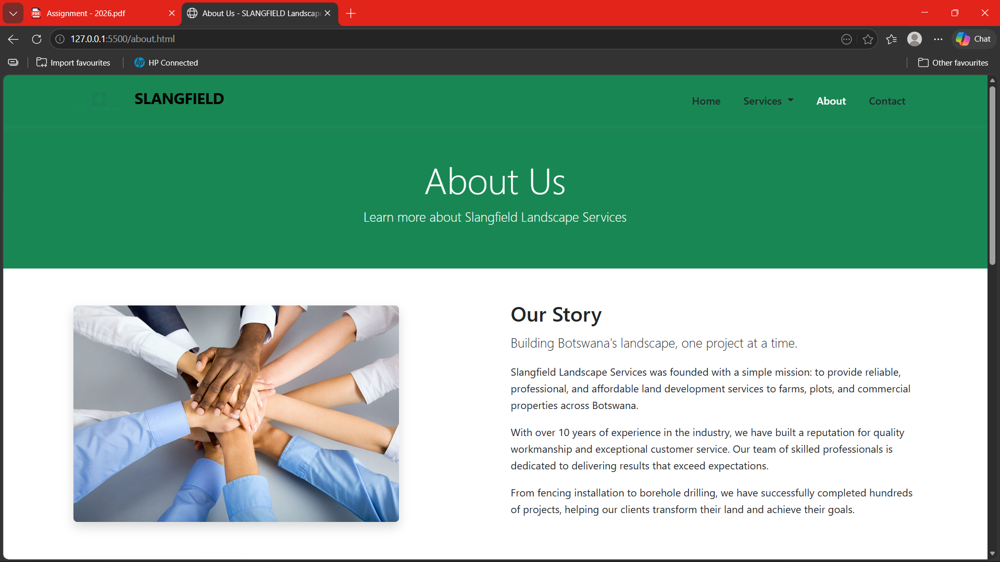 Assignment - 2026.pdf
About Us - SLANGFIELD Landscap
127.0.0.1:5500/about.html
Chat
Import favourites
HP Connected
Other favourites
SLANGFIELD
Home
Services
About
Contact
About Us
Learn more about Slangfield Landscape Services
Our Story
Building Botswana's landscape, one project at a time.
Slangfield Landscape Services was founded with a simple mission: to provide reliable,
professional, and affordable land development services to farms, plots, and commercial
properties across Botswana.
With over 10 years of experience in the industry, we have built a reputation for quality
workmanship and exceptional customer service. Our team of skilled professionals is
dedicated to delivering results that exceed expectations.
From fencing installation to borehole drilling, we have successfully completed hundreds
of projects, helping our clients transform their land and achieve their goals.